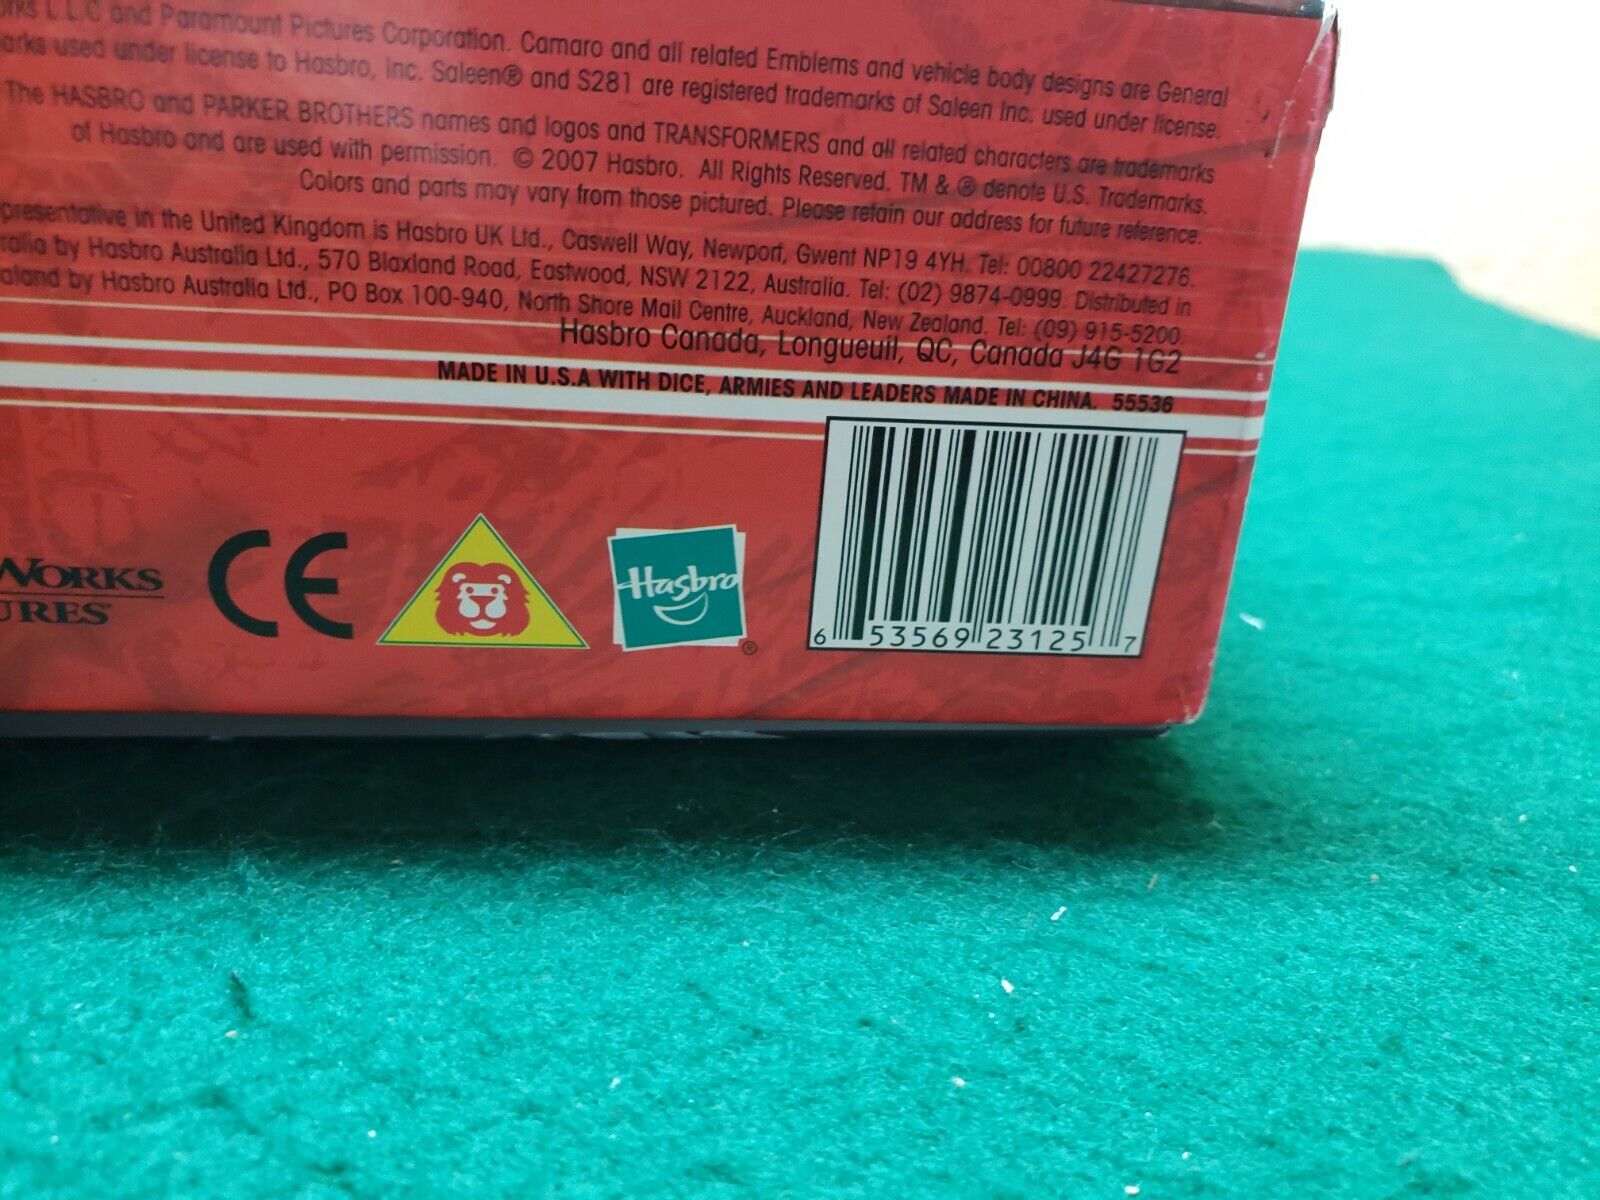 L.L.C and Paramount Pictures Corporation. Camaro and all related Emblems and vehicle body designs are General
used under license to Hasbro, Inc. Saleen® and S281 are registered trademarks of Saleen Inc. used under license.
The HASBRO and PARKER BROTHERS names and logos and TRANSFORMERS and all related characters are trademarks
of Hasbro and are used with permission. © 2007 Hasbro. All Rights Reserved. TM & ® denote U.S. Trademarks.
Colors and parts may vary from those pictured. Please retain our address for future reference.
presentative in the United Kingdom is Hasbro UK Ltd., Caswell Way, Newport, Gwent NP19 4YH. Tel: 00800 22427276.
ralia by Hasbro Australia Ltd., 570 Blaxland Road, Eastwood, NSW 2122, Australia. Tel: (02) 9874-0999. Distributed in
aland by Hasbro Australia Ltd., PO Box 100-940, North Shore Mail Centre, Auckland, New Zealand. Tel: (09) 915-5200.
Hasbro Canada, Longueuil, QC, Canada J4G 1G2
MADE IN U.S.A WITH DICE, ARMIES AND LEADERS MADE IN CHINA. 55536
WORKS
URES
CE
Hasbro
®
6 53569 23125 7